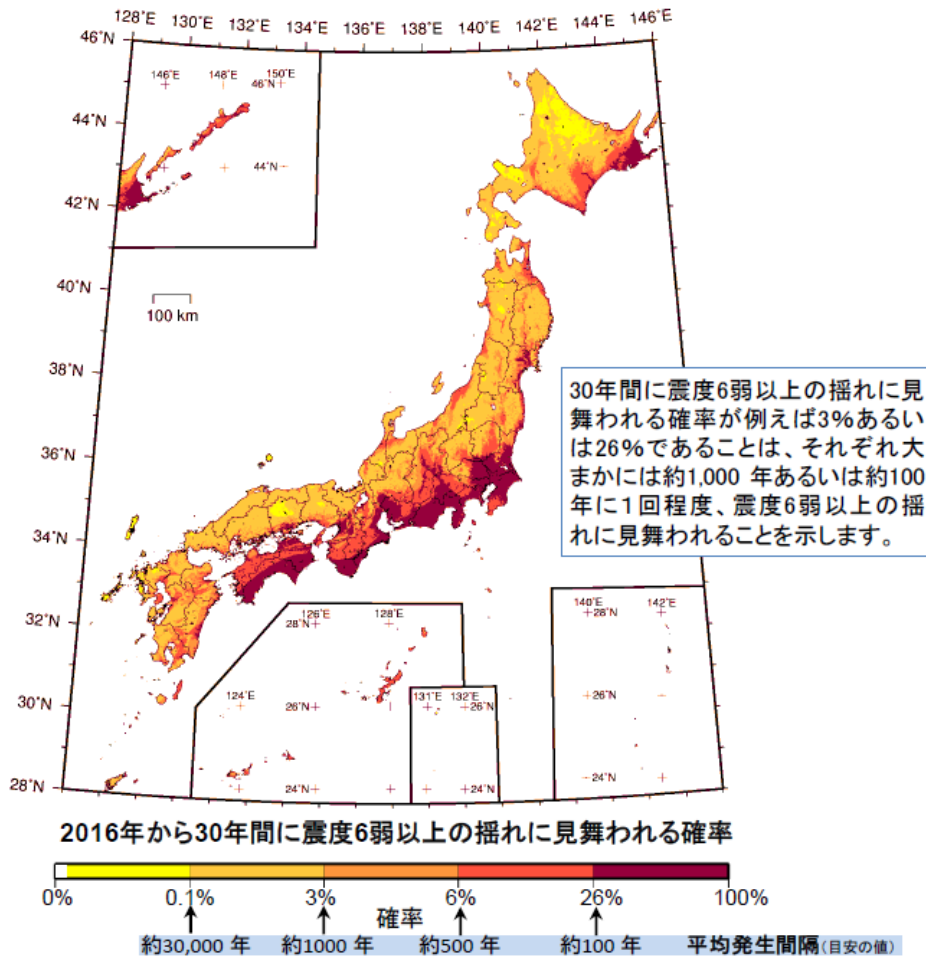 128°E 130°E 132°E 134°E 136°E 138°E 140°E 142°E 144°E 146°E
46°N
146°E 148°E 150°E
46°N
44°N
44°N
42°N
40°N
100 km
38°N
30年間に震度6弱以上の揺れに見
舞われる確率が例えば3%あるい
は26%であることは、それぞれ大
まかには約1,000 年あるいは約100
年に1回程度、震度6弱以上の揺
れに見舞われることを示します。
36°N
34°N
32°N
126°E 128°E
28°N
140°E 142°E
28°N
124°E
131°E 132°E
30°N
26°N
26°N
26°N
28°N
24°N
24°N
24°N
2016年から30年間に震度6弱以上の揺れに見舞われる確率
0% 0.1% 3% 6% 26% 100%
確率
約30,000 年 約1000 年 約500 年 約100 年 平均発生間隔(目安の値)